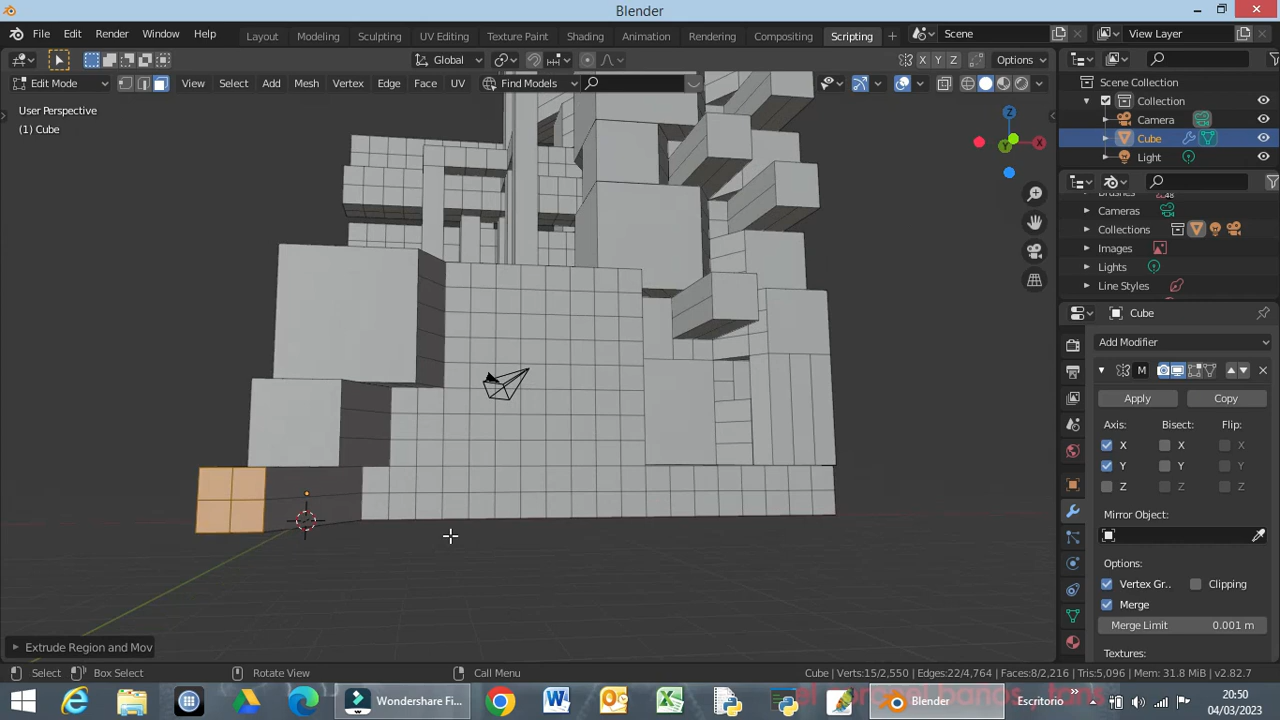 Blender
File Edit Render Window Help Layout Modeling Sculpting UV Editing Texture Paint Shading Animation Rendering Compositing Scripting Scene View Layer
Global X Y Z Options
Edit Mode View Select Add Mesh Vertex Edge Face UV Find Models
User Perspective
(1) Cube
Scene Collection
Collection
Camera
Cube
Light
Cameras
Collections
Images
Lights
Line Styles
Cube
Add Modifier
M
Apply Copy
Axis: Bisect: Flip:
X X X
Y Y Y
Z Z Z
Mirror Object:
Options:
Vertex Gr.. Clipping
Merge
Merge Limit 0.001 m
Textures:
Extrude Region and Mov
Select Box Select Rotate View Call Menu Cube | Verts:15/2,550 | Edges:22/4,764 | Faces:8/2,216 | Tris:5,096 | Mem: 31.8 MiB | v2.82.7
Wondershare Fi... Blender Escritorio
20:50
04/03/2023